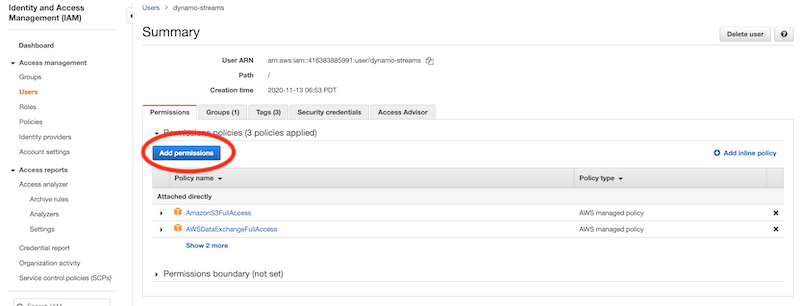 Identity and Access
Management (IAM)
Dashboard
Access management
Groups
Users
Roles
Policies
Identity providers
Account settings
Access reports
Access analyzer
Archive rules
Analyzers
Settings
Credential report
Organization activity
Service control policies (SCPs)
Search IAM
Users > dynamo-streams
Summary
Delete user
?
User ARN arn:aws:iam::416383885991:user/dynamo-streams
Path /
Creation time 2020-11-13 06:53 PDT
Permissions Groups (1) Tags (3) Security credentials Access Advisor
Permissions policies (3 policies applied)
Add permissions
Add inline policy
Policy name Policy type
Attached directly
AmazonS3FullAccess AWS managed policy
AWSDataExchangeFullAccess AWS managed policy
Show 2 more
Permissions boundary (not set)